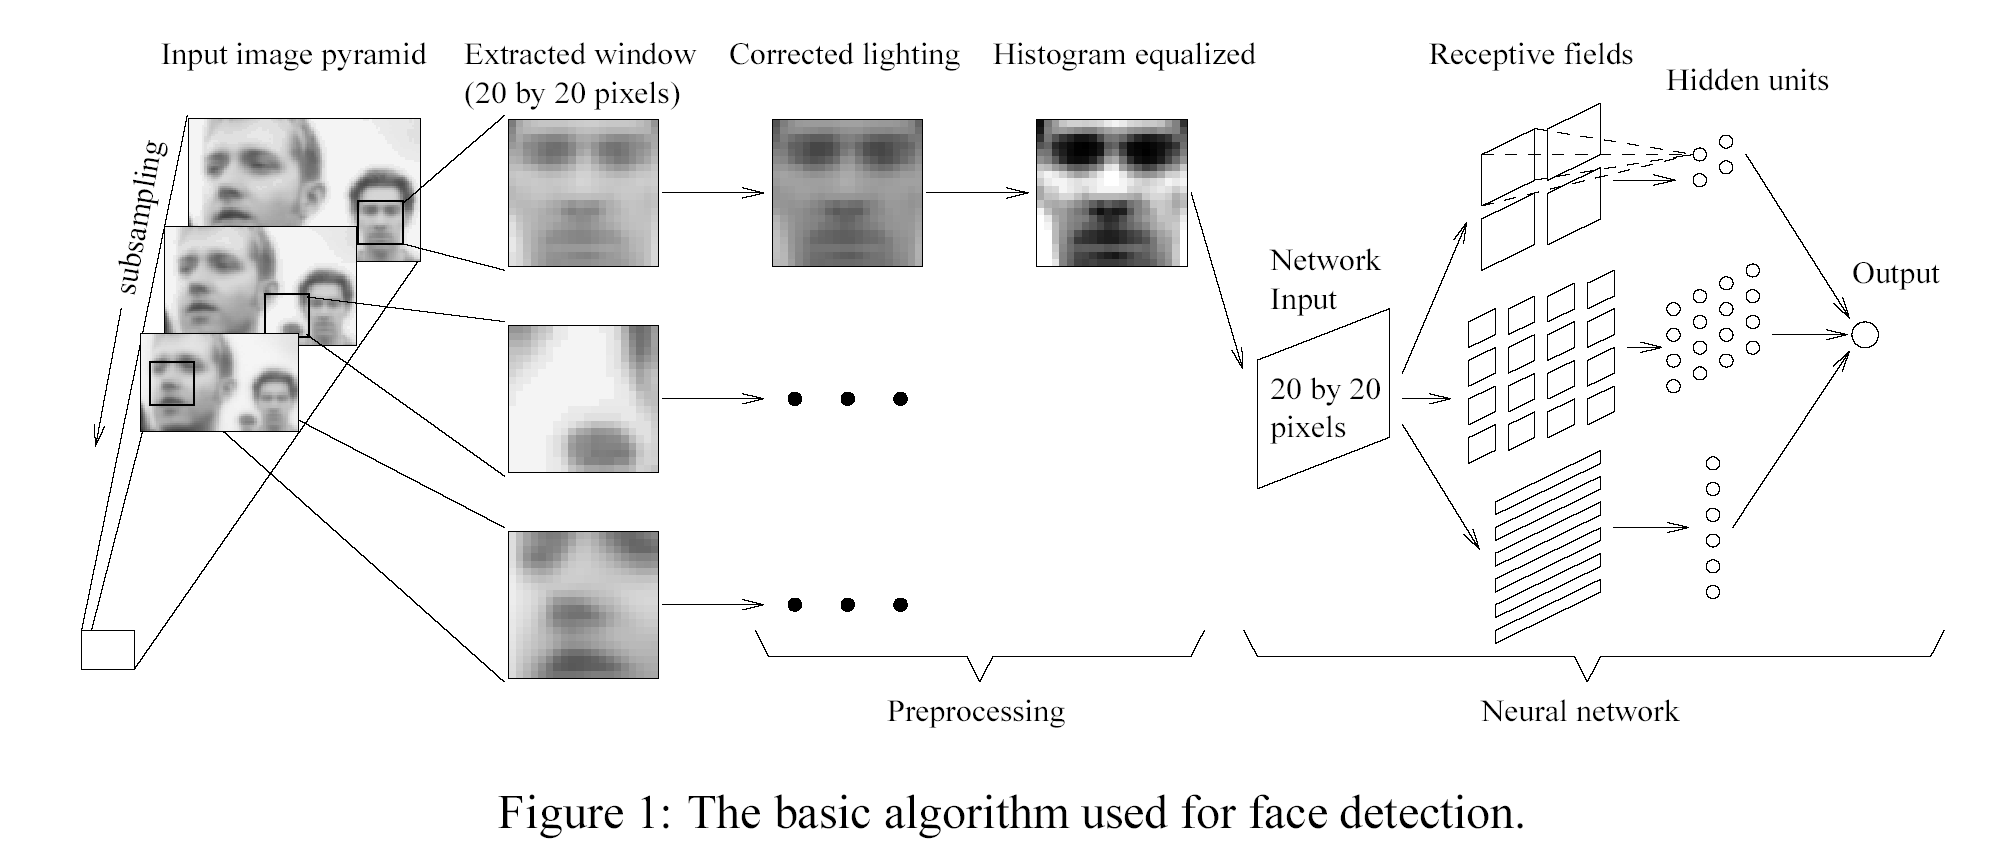 Input image pyramid
Extracted window
(20 by 20 pixels)
Corrected lighting
Histogram equalized
Receptive fields
Hidden units
subsampling
Network
Input
20 by 20
pixels
Output
Preprocessing
Neural network
Figure 1: The basic algorithm used for face detection.